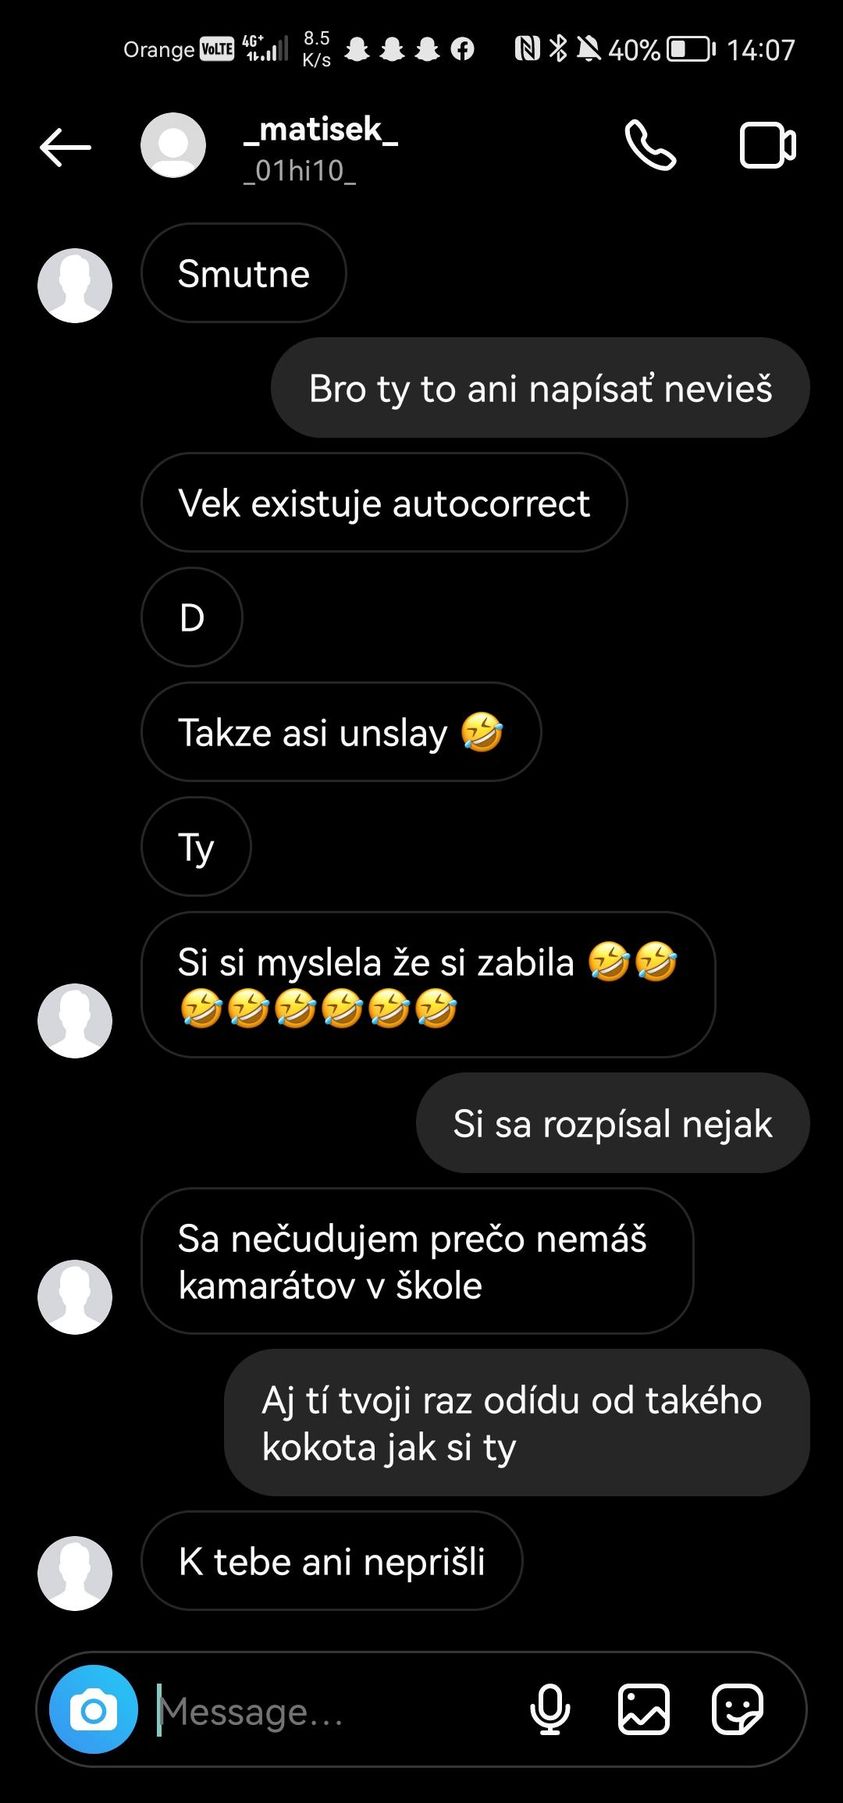 Orange VoLTE 4G+ 8.5 K/s 40% 14:07
_matisek_
_01hi10_
Smutne
Bro ty to ani napísať nevieš
Vek existuje autocorrect
D
Takze asi unslay 🤣
Ty
Si si myslela že si zabila 🤣🤣
🤣🤣🤣🤣🤣🤣
Si sa rozpísal nejak
Sa nečudujem prečo nemáš
kamarátov v škole
Aj tí tvoji raz odídu od takého
kokota jak si ty
K tebe ani neprišli
Message...